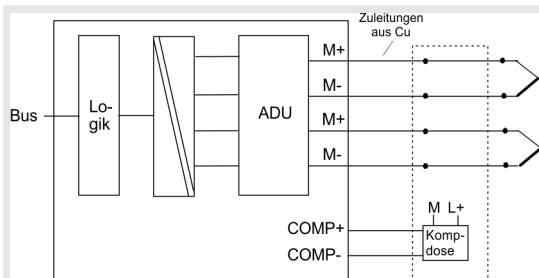 Zuleitungen
aus Cu
M+
M-
Bus
Lo-
gik
ADU
M+
M-
M L+
COMP+
Komp-
dose
COMP-